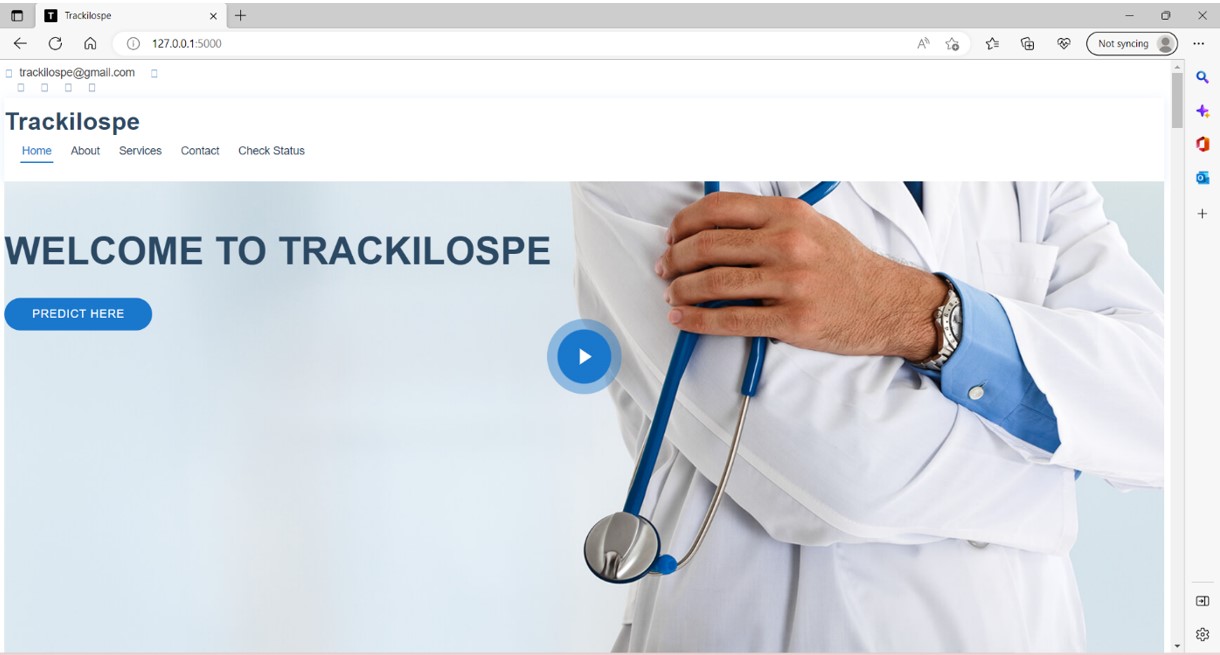 T Trackilospe
127.0.0.1:5000
Not syncing
trackilospe@gmail.com
Trackilospe
Home About Services Contact Check Status
WELCOME TO TRACKILOSPE
PREDICT HERE